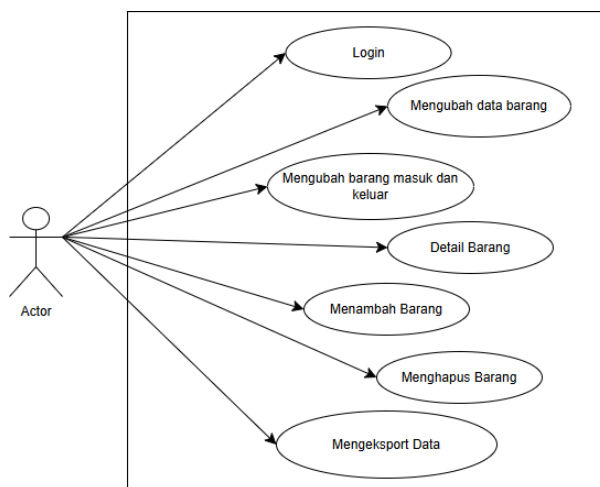 Login
Mengubah data barang
Mengubah barang masuk dan
keluar
Detail Barang
Actor
Menambah Barang
Menghapus Barang
Mengeksport Data